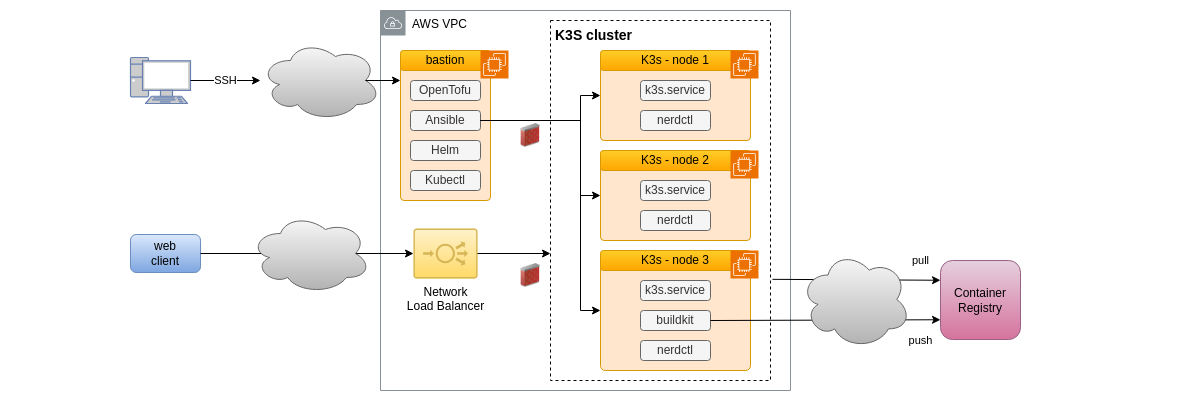 AWS VPC
K3S cluster
SSH
bastion
OpenTofu
Ansible
Helm
Kubectl
K3s - node 1
k3s.service
nerdctl
K3s - node 2
k3s.service
nerdctl
K3s - node 3
k3s.service
buildkit
nerdctl
web
client
Network
Load Balancer
pull
push
Container
Registry